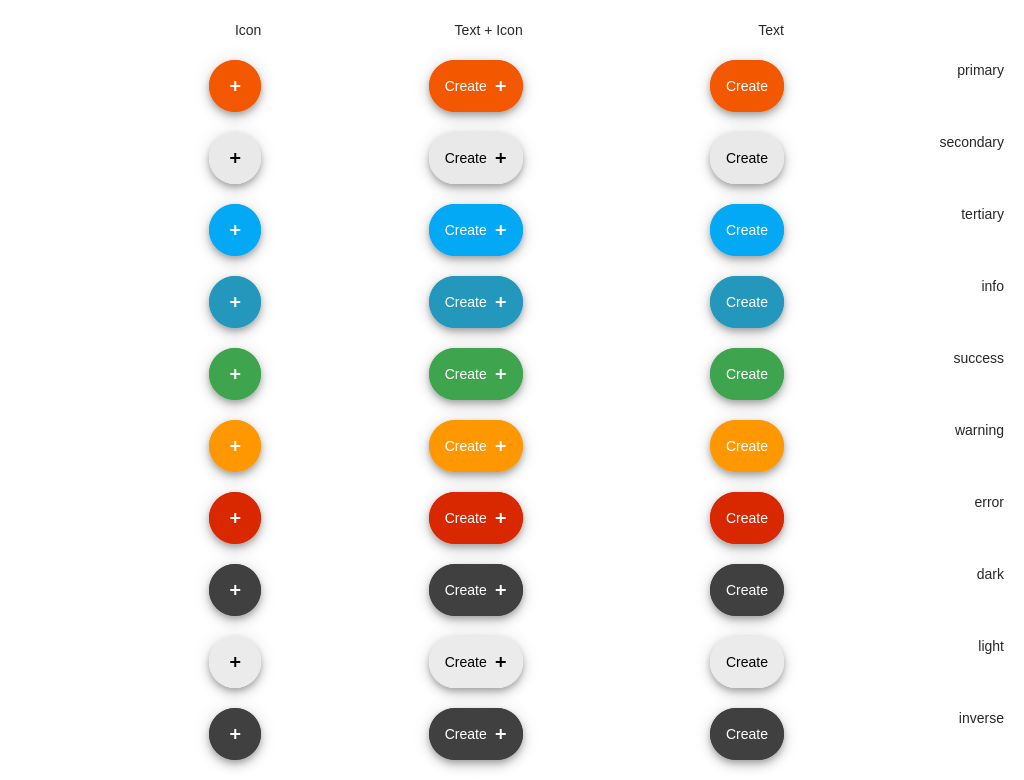 Icon Text + Icon Text
+ Create + Create primary
+ Create + Create secondary
+ Create + Create tertiary
+ Create + Create info
+ Create + Create success
+ Create + Create warning
+ Create + Create error
+ Create + Create dark
+ Create + Create light
+ Create + Create inverse